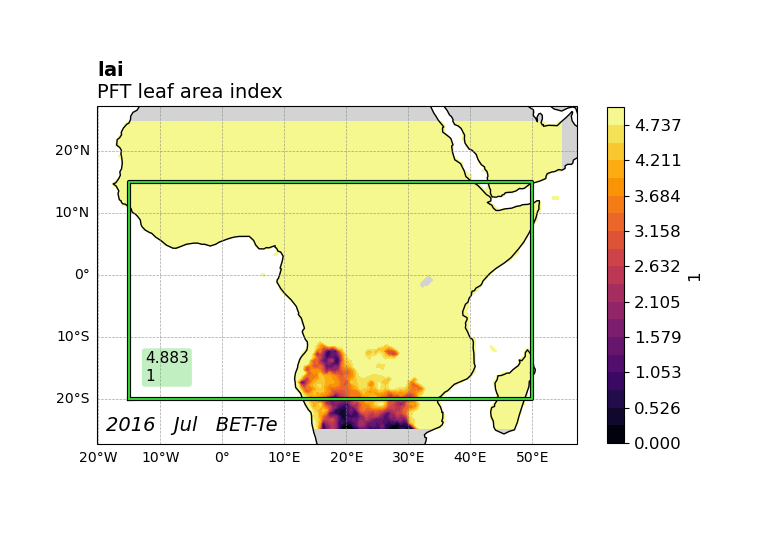 lai
PFT leaf area index
20°N
10°N
0°
10°S
20°S
20°W
10°W
0°
10°E
20°E
30°E
40°E
50°E
4.883
1
2016 Jul BET-Te
4.737
4.211
3.684
3.158
2.632
2.105
1.579
1.053
0.526
0.000
1